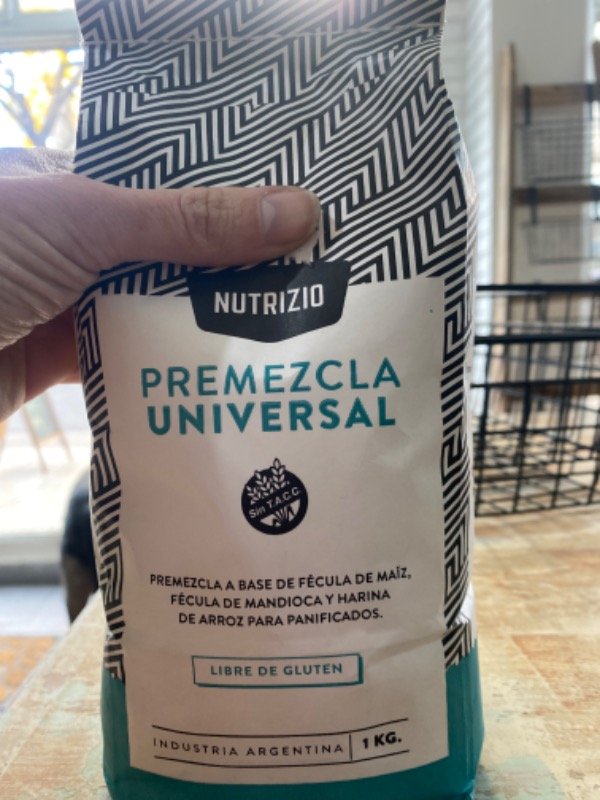 NUTRIZIO
PREMEZCLA
UNIVERSAL
Sin T.A.C.C.
PREMEZCLA A BASE DE FÉCULA DE MAÍZ,
FÉCULA DE MANDIOCA Y HARINA
DE ARROZ PARA PANIFICADOS.
LIBRE DE GLUTEN
INDUSTRIA ARGENTINA 1 KG.